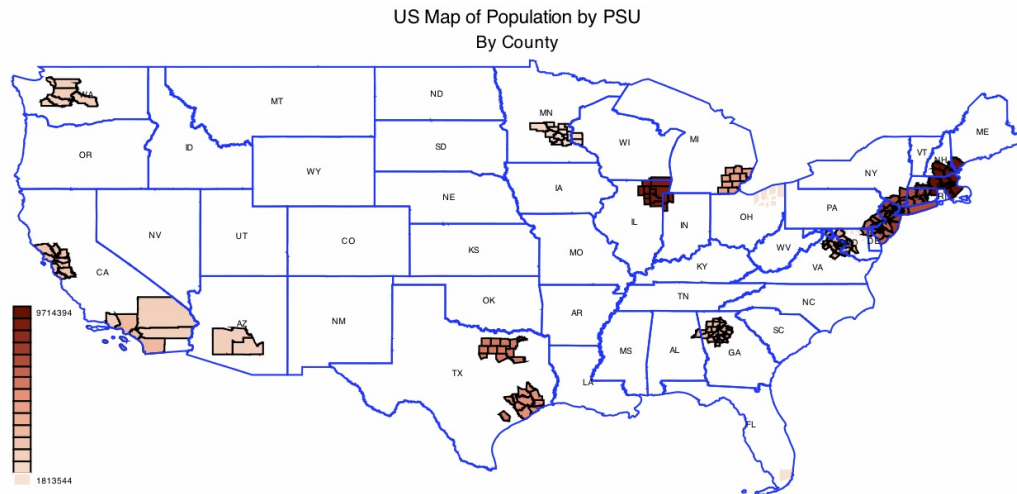 US Map of Population by PSU
By County
WA
MT
ND
MN
ME
VT
NH
OR
ID
SD
WI
MI
NY
WY
IA
PA
RI
NE
NV
UT
CO
IL
IN
OH
DE
WV
CA
KS
MO
KY
VA
9714394
AZ
NM
OK
AR
TN
NC
SC
TX
MS
AL
GA
LA
FL
1813544